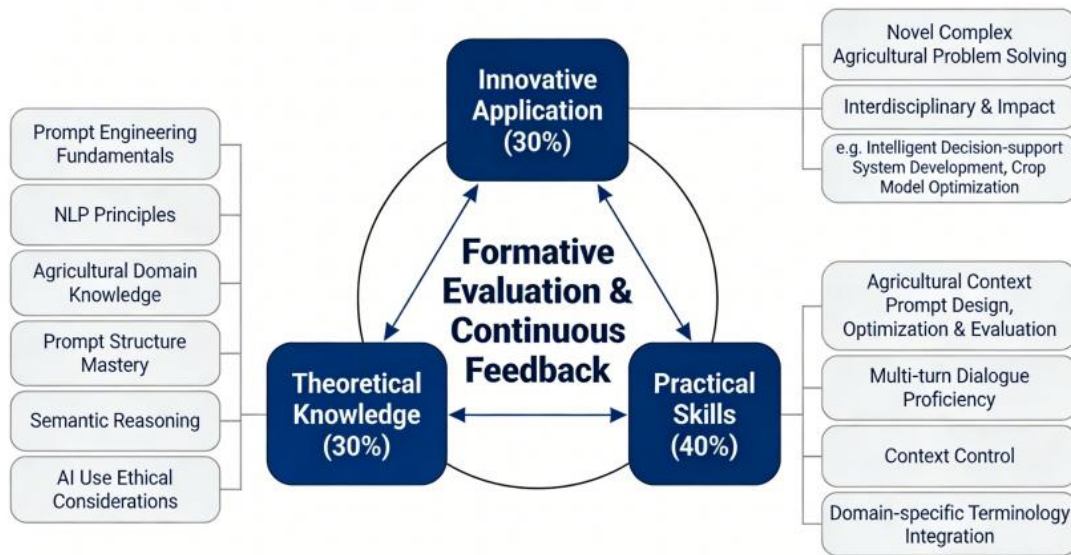 Innovative
Application
(30%)
Novel Complex
Agricultural Problem Solving
Interdisciplinary & Impact
e.g. Intelligent Decision-support
System Development, Crop
Model Optimization
Prompt Engineering
Fundamentals
NLP Principles
Agricultural Domain
Knowledge
Prompt Structure
Mastery
Semantic Reasoning
AI Use Ethical
Considerations
Formative
Evaluation &
Continuous
Feedback
Theoretical
Knowledge
(30%)
Practical
Skills
(40%)
Agricultural Context
Prompt Design,
Optimization & Evaluation
Multi-turn Dialogue
Proficiency
Context Control
Domain-specific Terminology
Integration